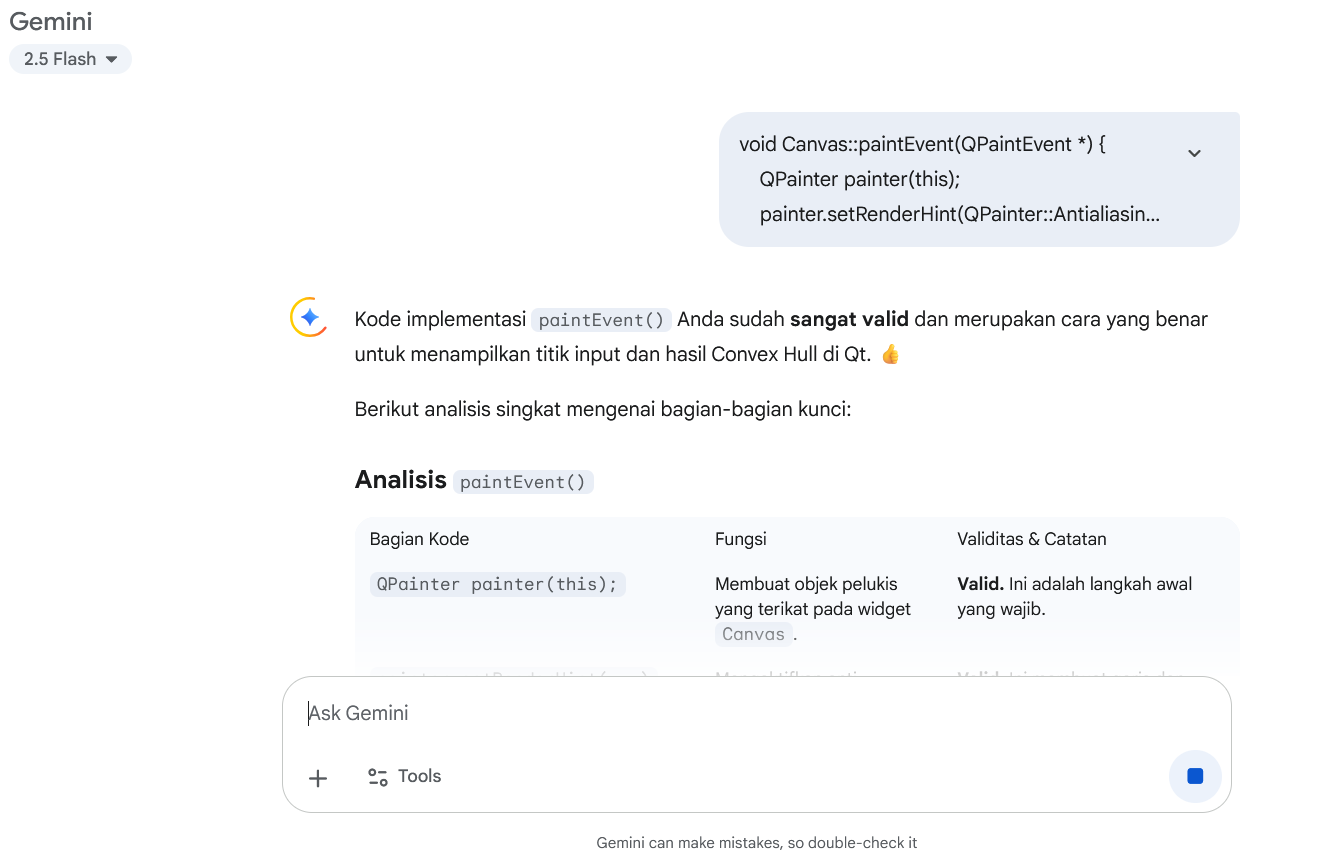 Gemini
2.5 Flash
void Canvas::paintEvent(QPaintEvent *) {
QPainter painter(this);
painter.setRenderHint(QPainter::Antialiasin...
Kode implementasi paintEvent() Anda sudah sangat valid dan merupakan cara yang benar
untuk menampilkan titik input dan hasil Convex Hull di Qt. 👍
Berikut analisis singkat mengenai bagian-bagian kunci:
Analisis paintEvent()
Bagian Kode Fungsi Validitas & Catatan
QPainter painter(this); Membuat objek pelukis Valid. Ini adalah langkah awal
yang terikat pada widget yang wajib.
Canvas .
Ask Gemini
Tools
Gemini can make mistakes, so double-check it